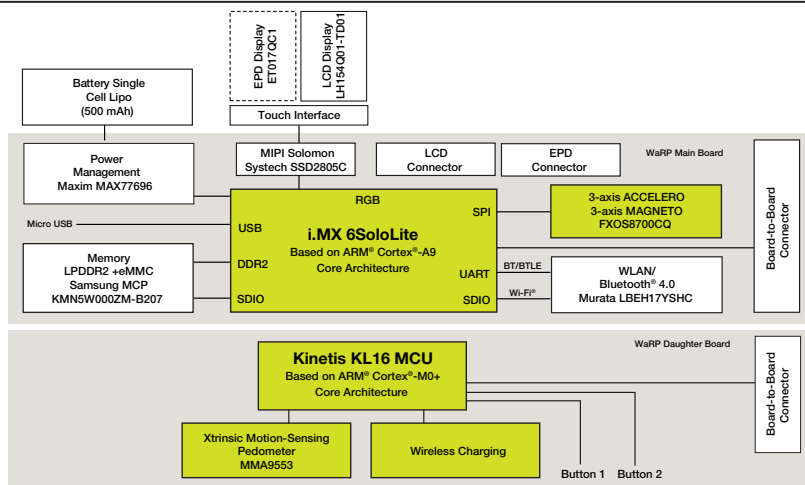 EPD Display
ET017QC1
LCD Display
LH154Q01-TD01
Battery Single
Cell Lipo
(500 mAh)
Touch Interface
Power
Management
Maxim MAX77696
MIPI Solomon
Systech SSD2805C
LCD
Connector
EPD
Connector
WaRP Main Board
Board-to-Board
Connector
RGB
SPI
3-axis ACCELERO
3-axis MAGNETO
FXOS8700CQ
Micro USB
USB
i.MX 6SoloLite
Based on ARM® Cortex®-A9
Core Architecture
Memory
LPDDR2 +eMMC
Samsung MCP
KMN5W000ZM-B207
DDR2
SDIO
UART
SDIO
BT/BTLE
Wi-Fi®
WLAN/
Bluetooth® 4.0
Murata LBEH17YSHC
Kinetis KL16 MCU
Based on ARM® Cortex®-M0+
Core Architecture
WaRP Daughter Board
Board-to-Board
Connector
Xtrinsic Motion-Sensing
Pedometer
MMA9553
Wireless Charging
Button 1
Button 2